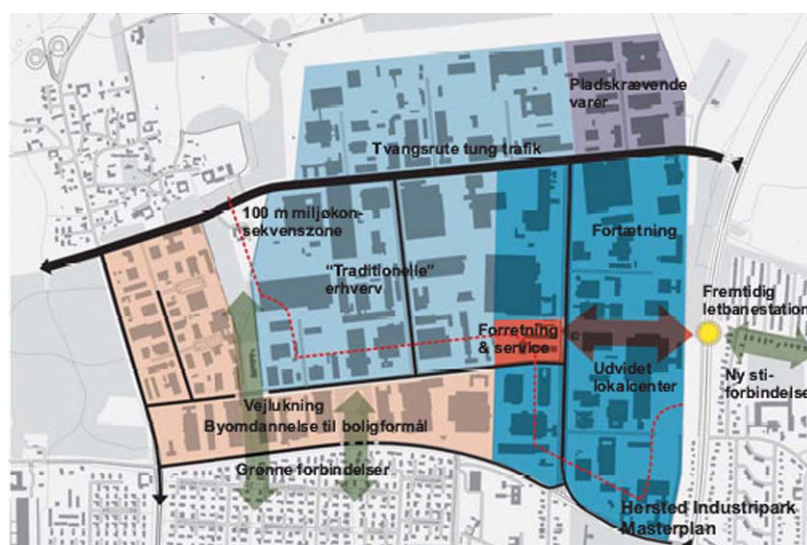 Pladskrævende
varer
Tvangsrute tung trafik
100 m miljøkon-
sekvenszone
Fortætning
"Traditionelle"
erhverv
Fremtidig
letbanestation
Forretning
& service
Udvidet
lokalcenter
Ny sti-
forbindelse
Vejlukning
Byomdannelse til boligformål
Grønne forbindelser
Hersted Industripark
Masterplan